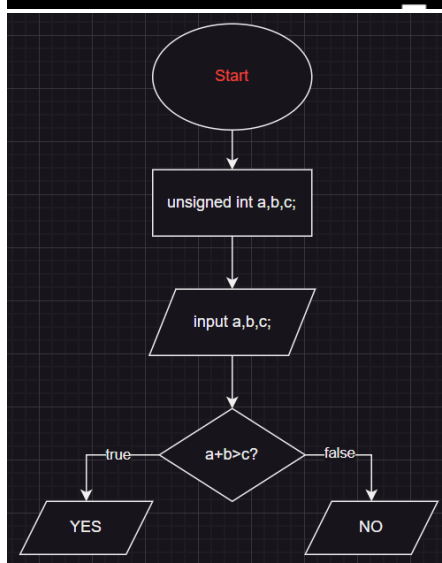 Start
unsigned int a,b,c;
input a,b,c;
a+b>c?
true
false
YES
NO